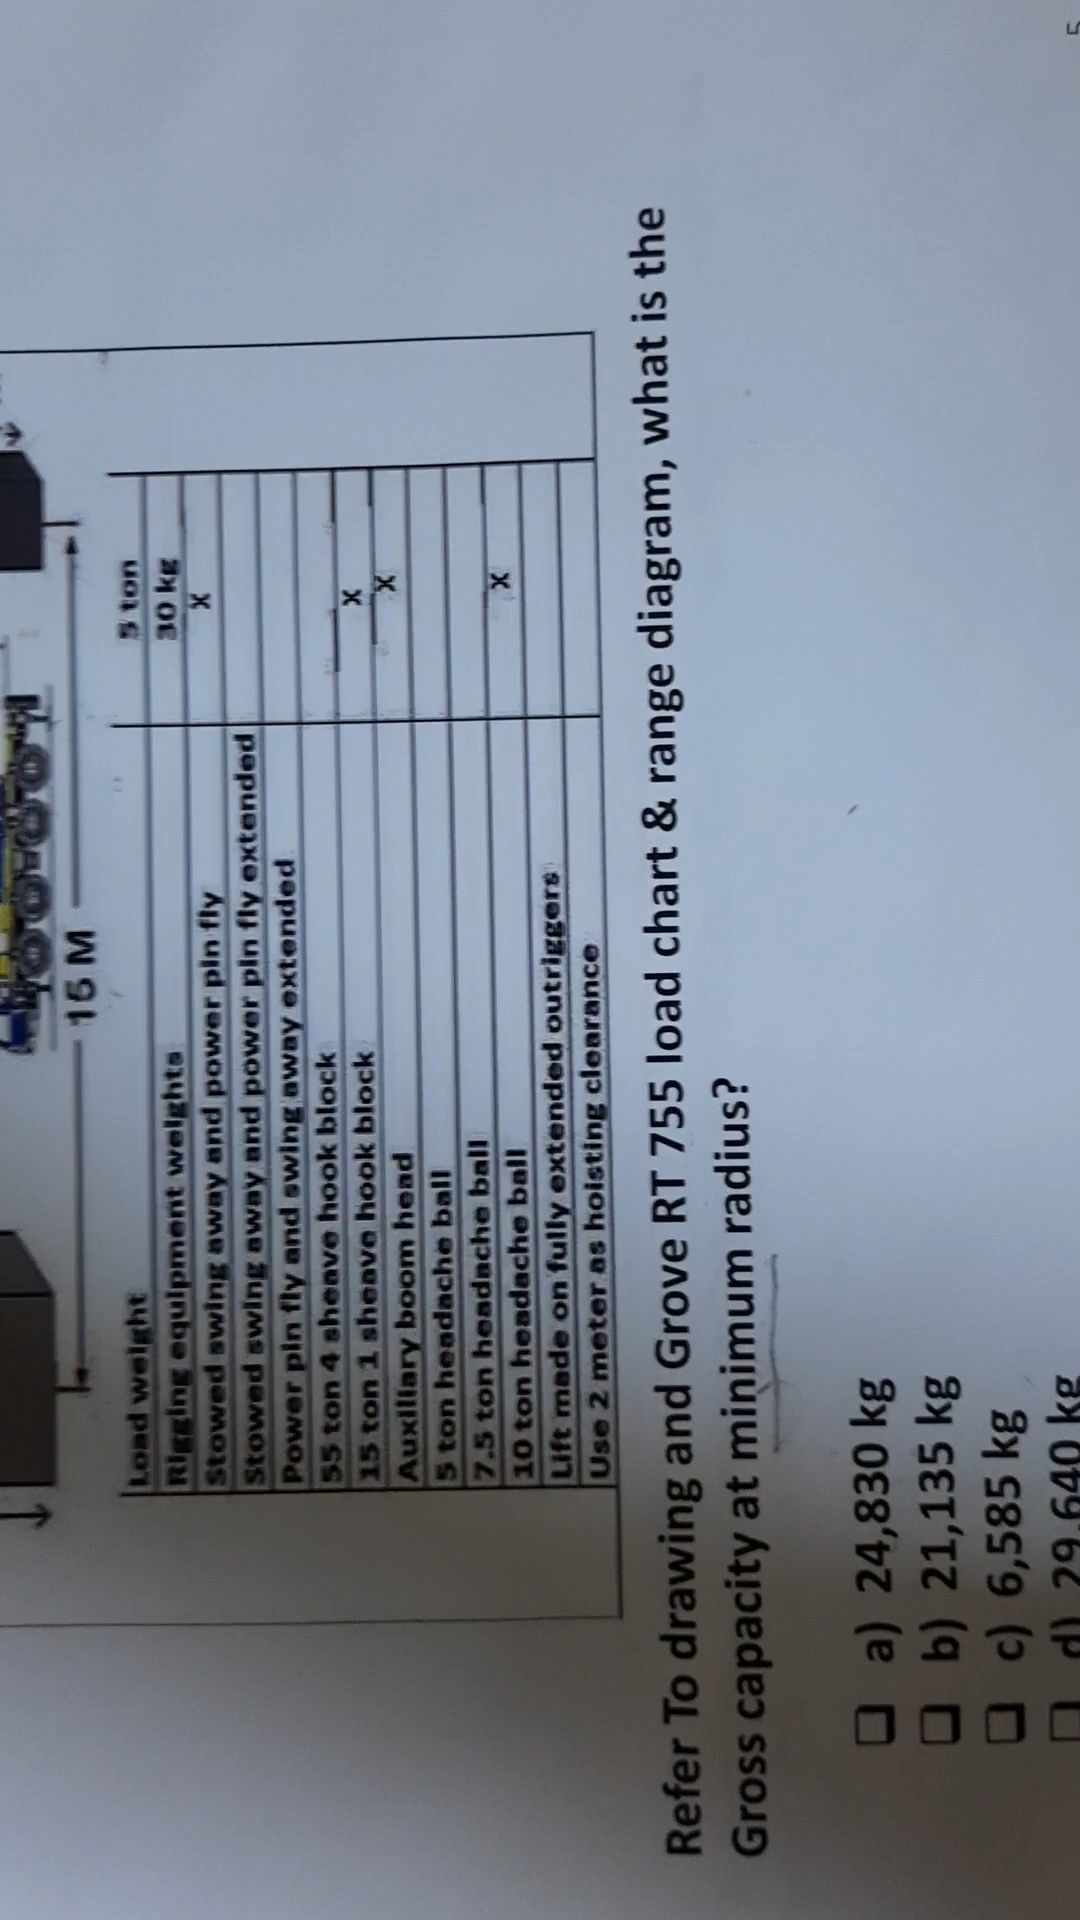 15 M
Load weight 5 ton
Rigging equipment weights 30 kg
Stowed swing away and power pin fly X
Stowed swing away and power pin fly extended
Power pin fly and swing away extended
55 ton 4 sheave hook block X
15 ton 1 sheave hook block X
Auxiliary boom head
5 ton headache ball
7.5 ton headache ball X
10 ton headache ball
Lift made on fully extended outriggers
Use 2 meter as hoisting clearance
Refer To drawing and Grove RT 755 load chart & range diagram, what is the
Gross capacity at minimum radius?
❑ a) 24,830 kg
❑ b) 21,135 kg
❑ c) 6,585 kg
❑ d) 29,640 kg